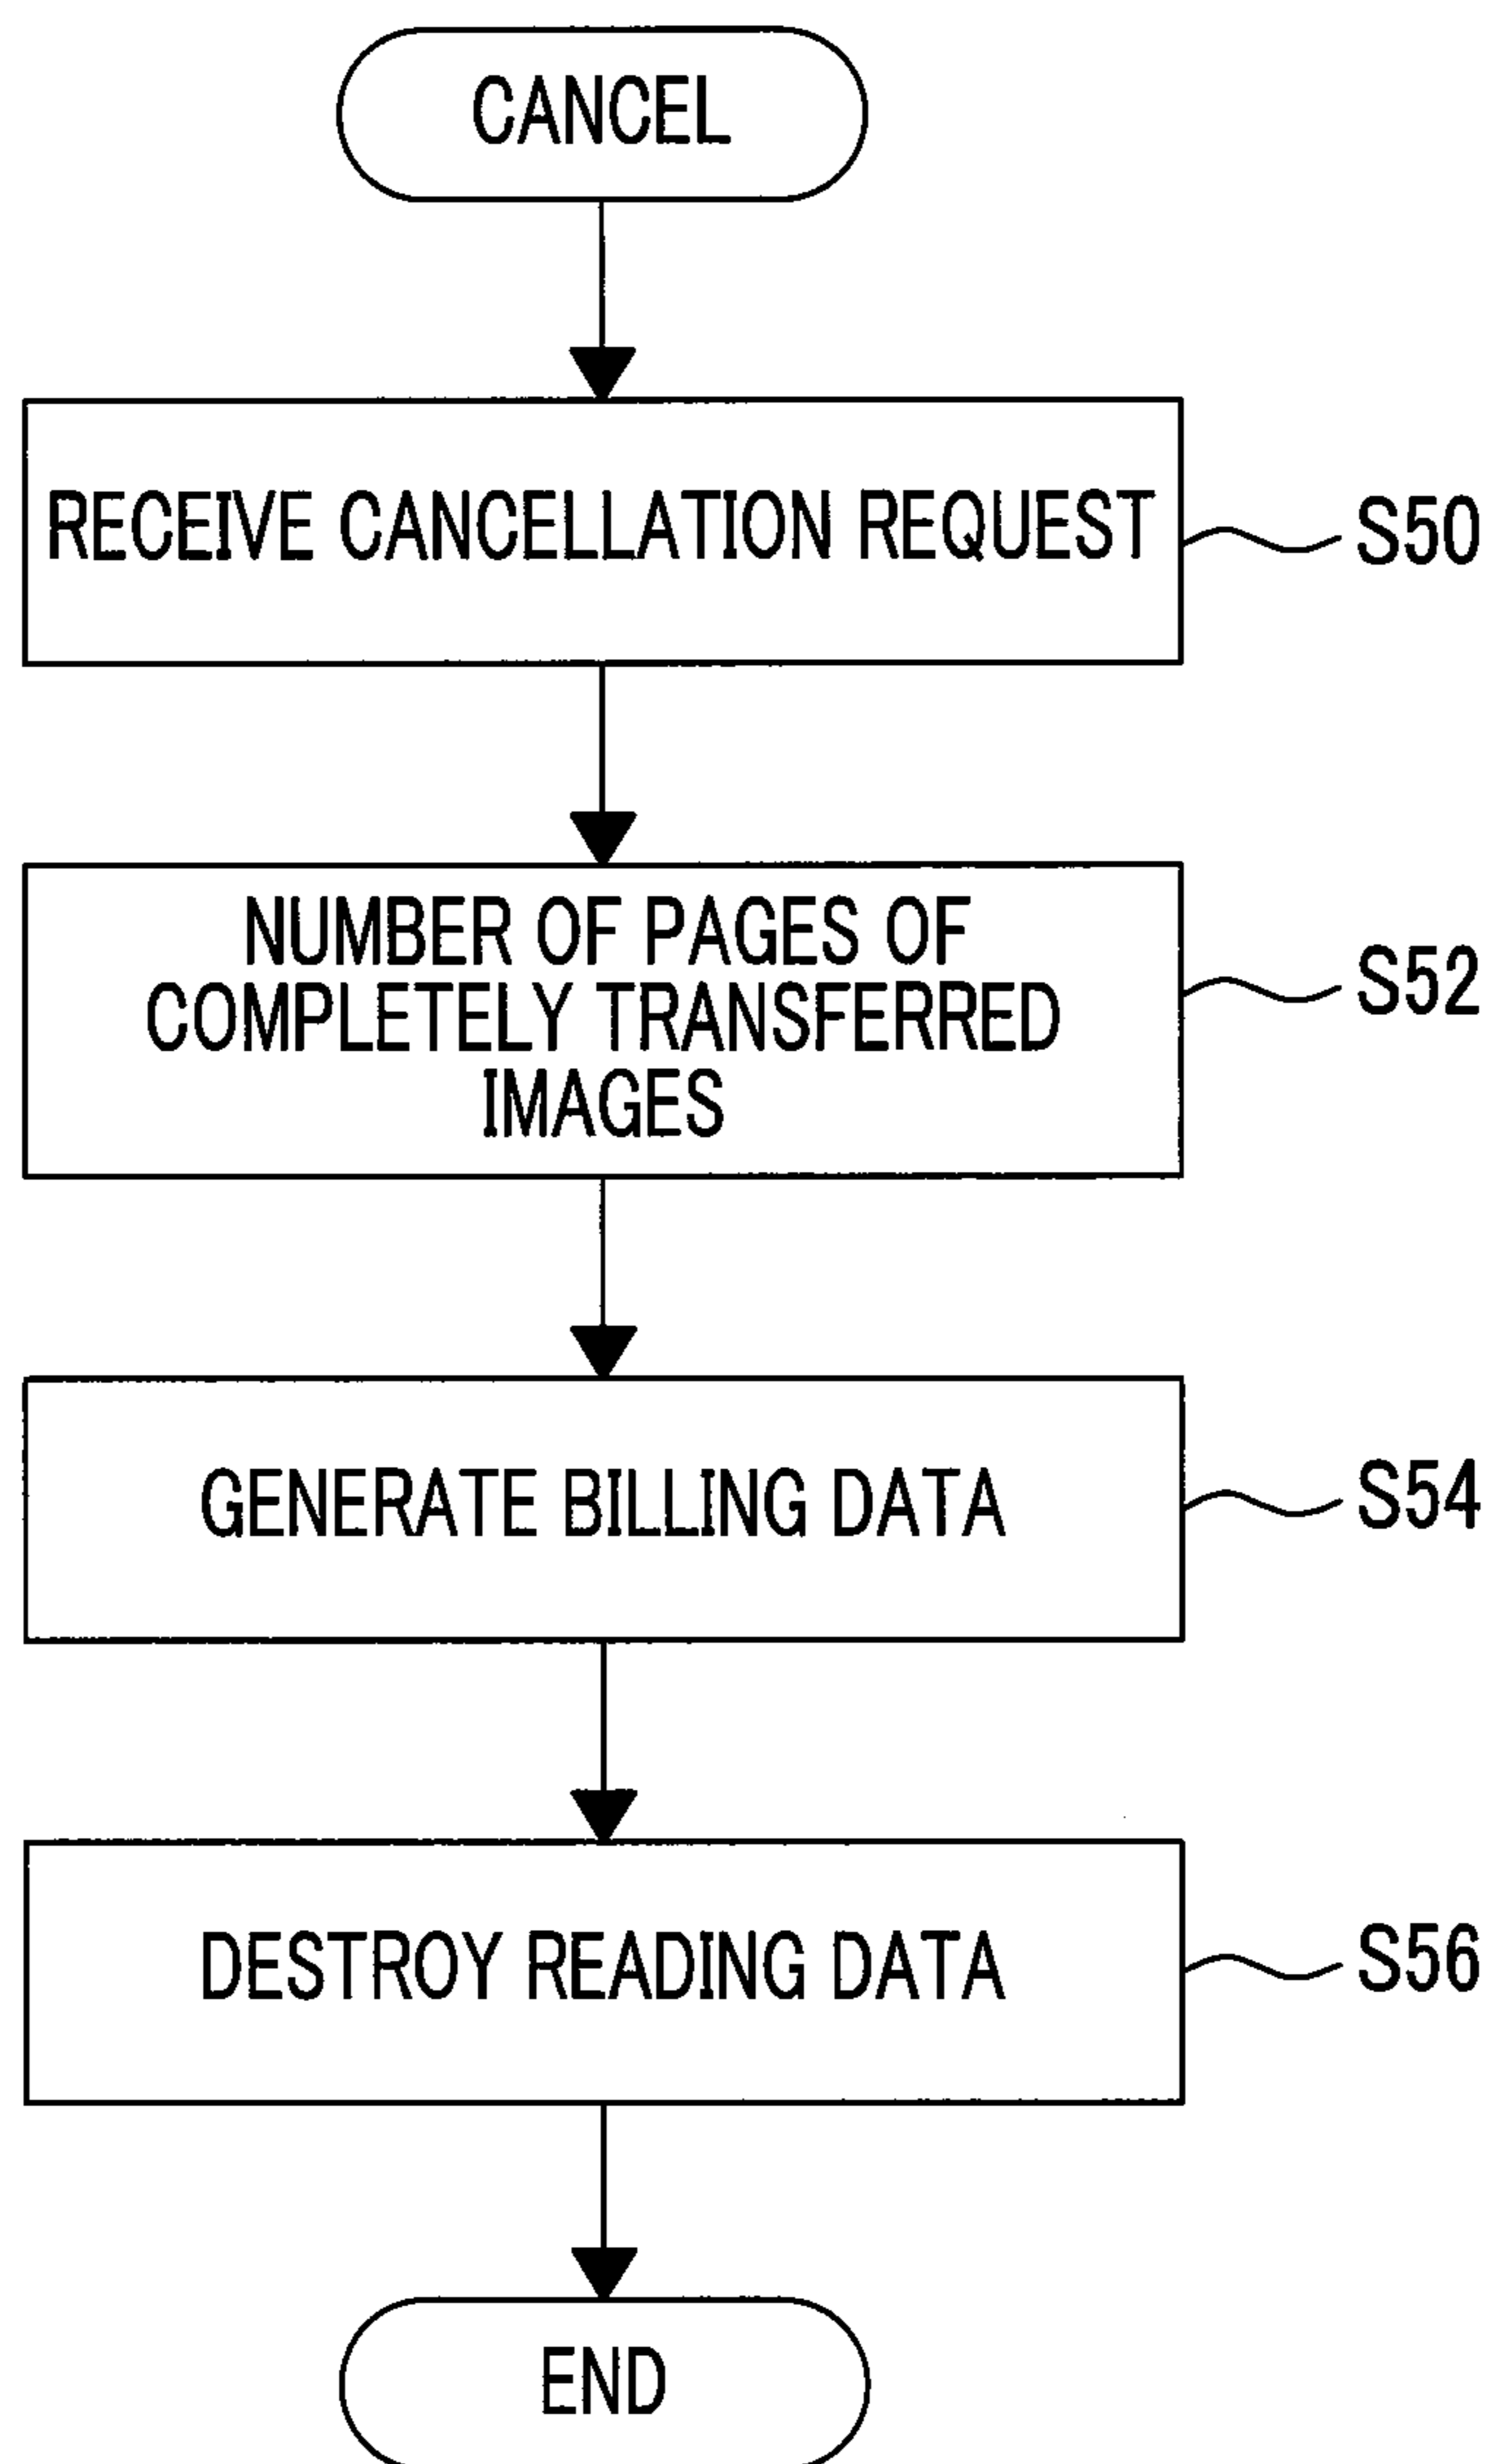 CANCEL
RECEIVE CANCELLATION REQUEST
S50
NUMBER OF PAGES OF
COMPLETELY TRANSFERRED
IMAGES
S52
GENERATE BILLING DATA
S54
DESTROY READING DATA
S56
END